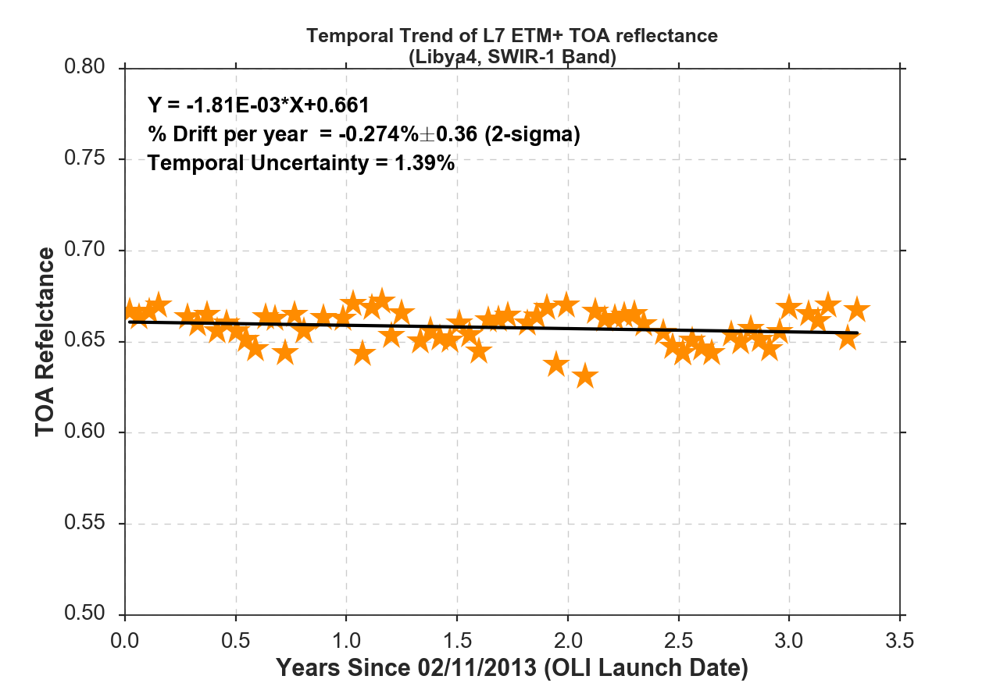 Temporal Trend of L7 ETM+ TOA reflectance
(Libya4, SWIR-1 Band)
Y = -1.81E-03*X+0.661
% Drift per year  = -0.274%±0.36 (2-sigma)
Temporal Uncertainty = 1.39%
TOA Refelctance
0.80
0.75
0.70
0.65
0.60
0.55
0.50
0.0 0.5 1.0 1.5 2.0 2.5 3.0 3.5
Years Since 02/11/2013 (OLI Launch Date)